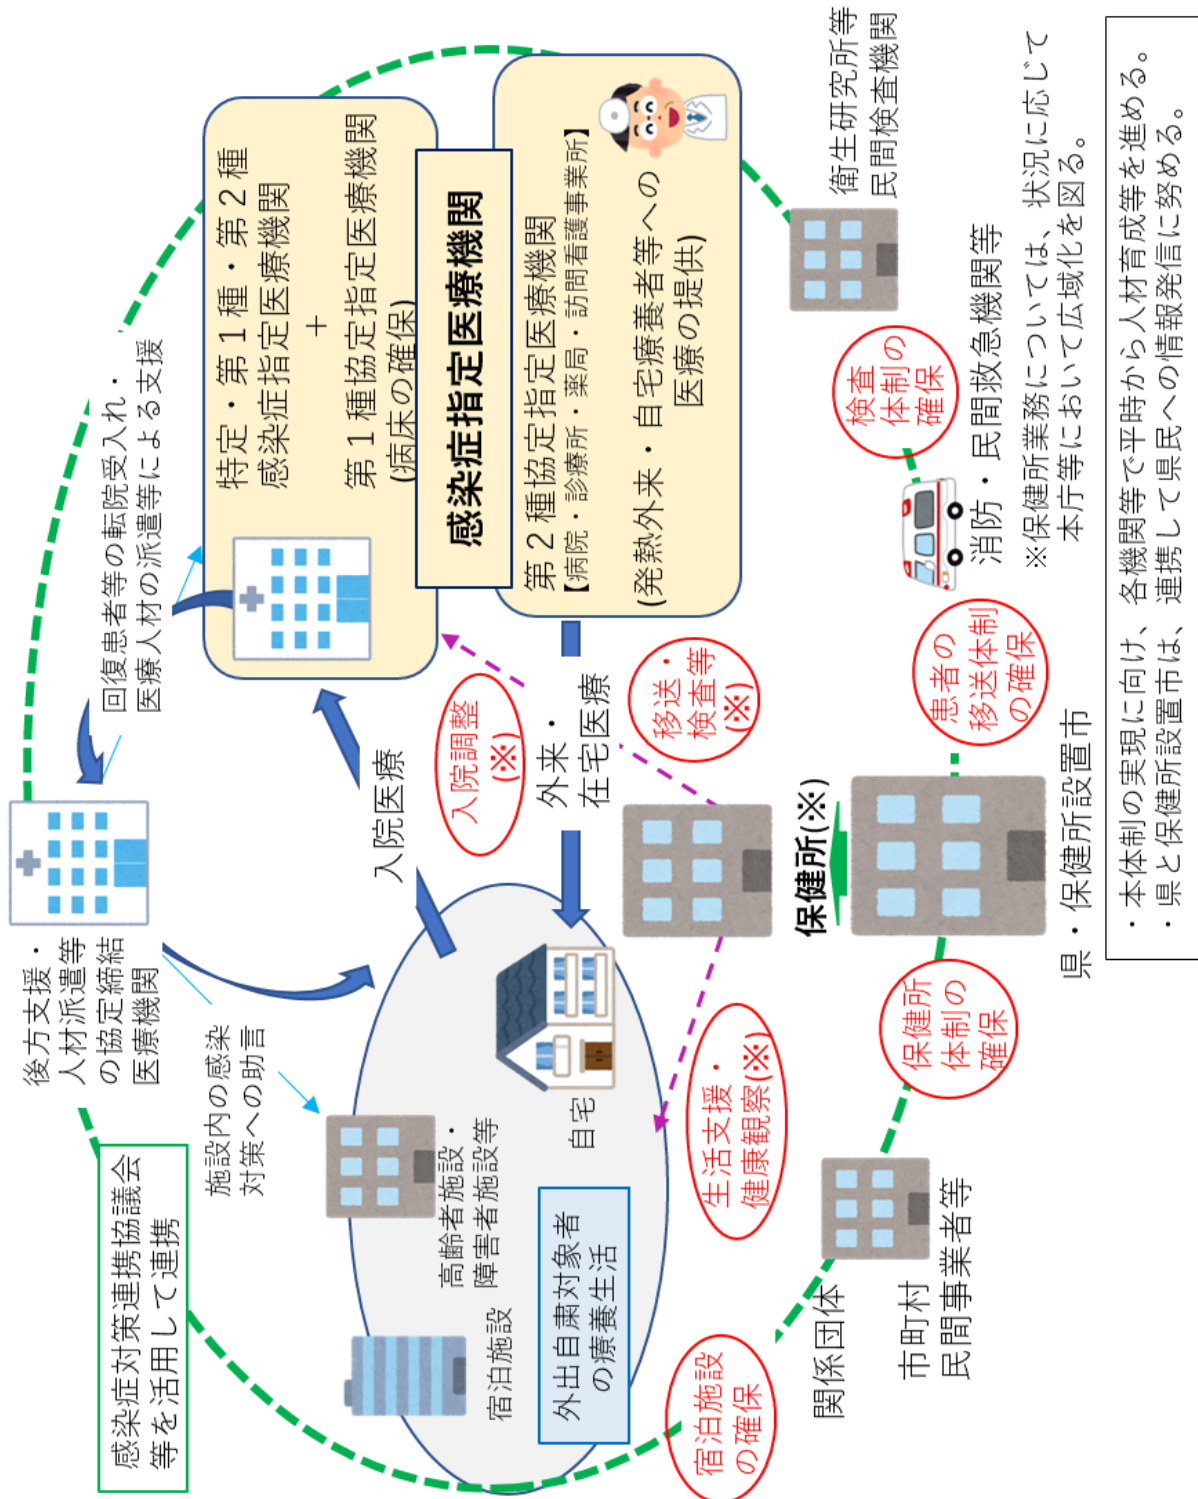 感染症対策連携協議会
等を活用して連携
後方支援・
人材派遣等
の協定締結
医療機関
回復患者等の転院受入れ・
医療人材の派遣等による支援
施設内の感染
対策への助言
特定・第１種・第２種
感染症指定医療機関
＋
第１種協定指定医療機関
(病床の確保)
感染症指定医療機関
第２種協定指定医療機関
【病院・診療所・薬局・訪問看護事業所】
(発熱外来・自宅療養者等への
医療の提供)
入院医療
入院調整
(※)
外来・
在宅医療
移送・
検査等
(※)
宿泊施設
高齢者施設・
障害者施設等
自宅
外出自粛対象者
の療養生活
生活支援・
健康観察(※)
保健所(※)
宿泊施設
の確保
関係団体
市町村
民間事業者等
保健所
体制の
確保
県・保健所設置市
患者の
移送体制
の確保
消防・民間救急機関等
検査
体制の
確保
衛生研究所等
民間検査機関
※保健所業務については、状況に応じて
本庁等において広域化を図る。
・本体制の実現に向け、各機関等で平時から人材育成等を進める。
・県と保健所設置市は、連携して県民への情報発信に努める。